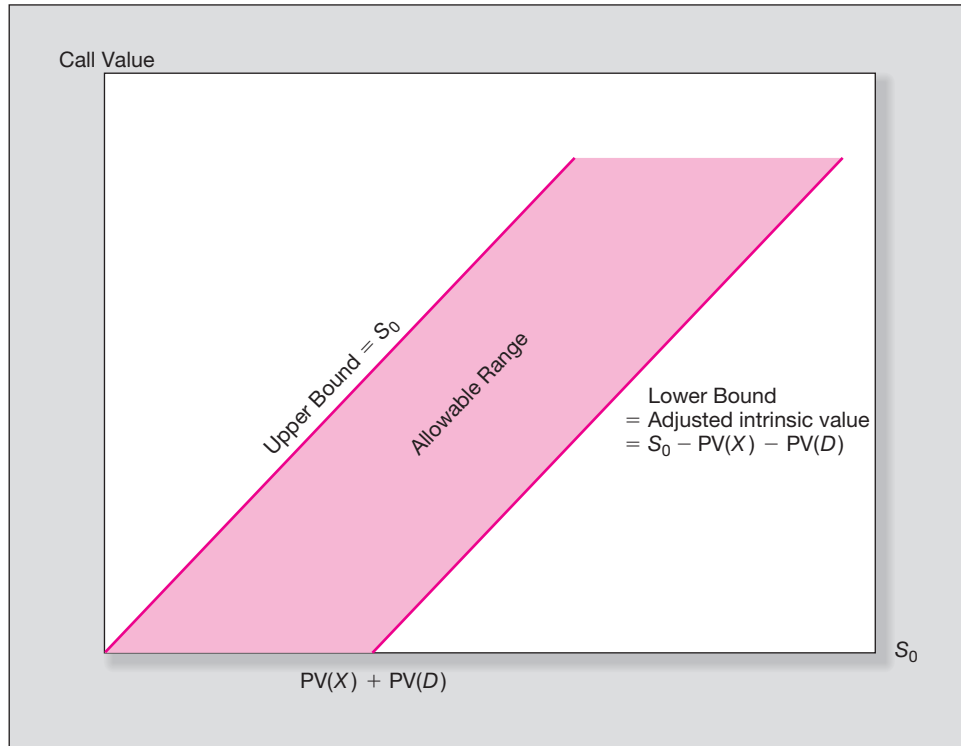 Call Value
Upper Bound = S₀
Allowable Range
Lower Bound
= Adjusted intrinsic value
= S₀ − PV(X) − PV(D)
S₀
PV(X) + PV(D)